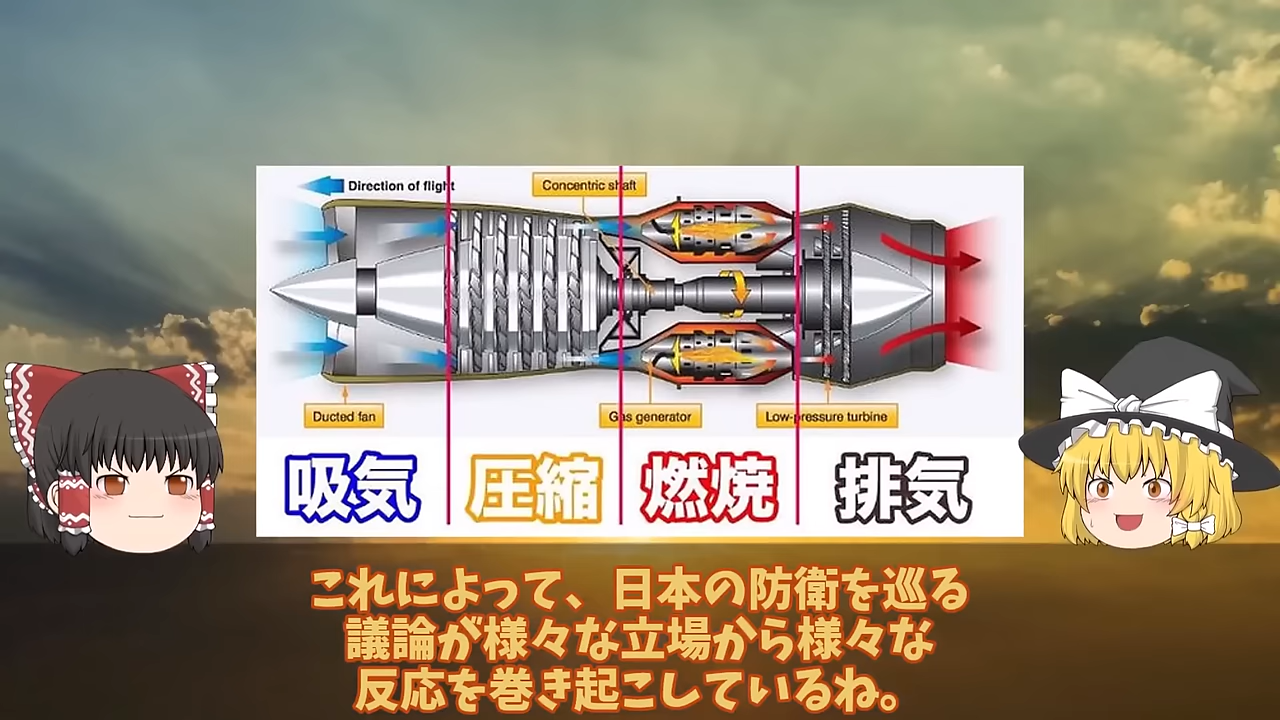 Direction of flight
Concentric shaft
Ducted fan
Gas generator
Low-pressure turbine
吸気
圧縮
燃焼
排気
これによって、日本の防衛を巡る
議論が様々な立場から様々な
反応を巻き起こしているね。